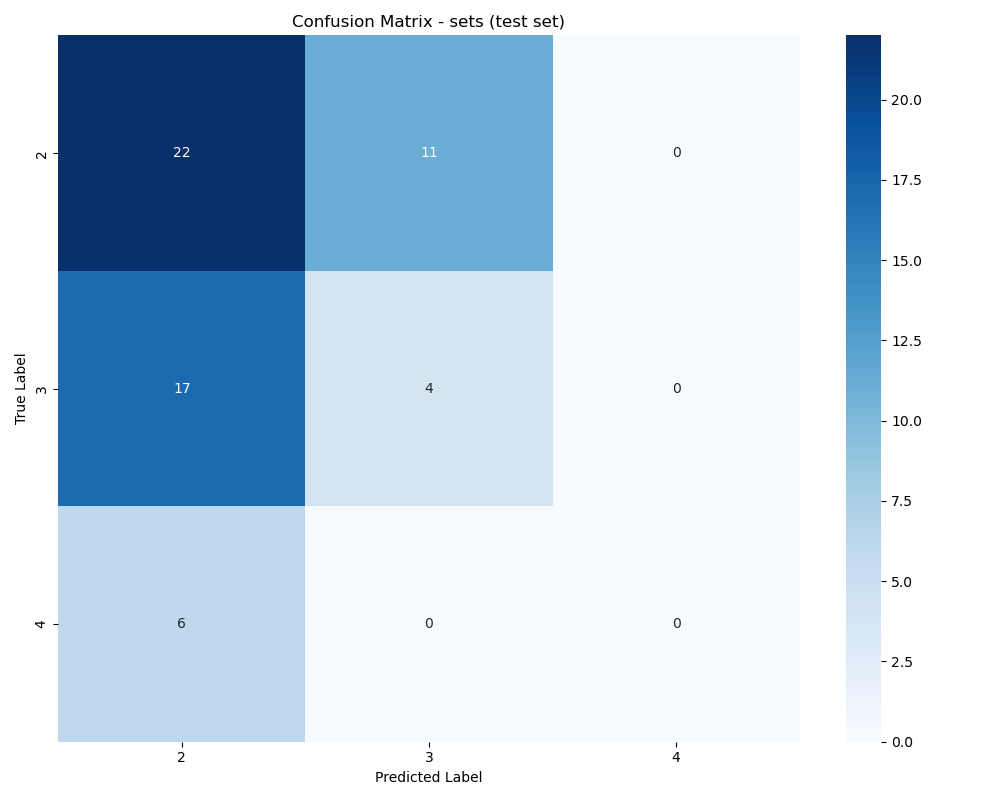 Confusion Matrix - sets (test set)
22 11 0
17 4 0
6 0 0
2
3
4
True Label
2 3 4
Predicted Label
20.0
17.5
15.0
12.5
10.0
7.5
5.0
2.5
0.0